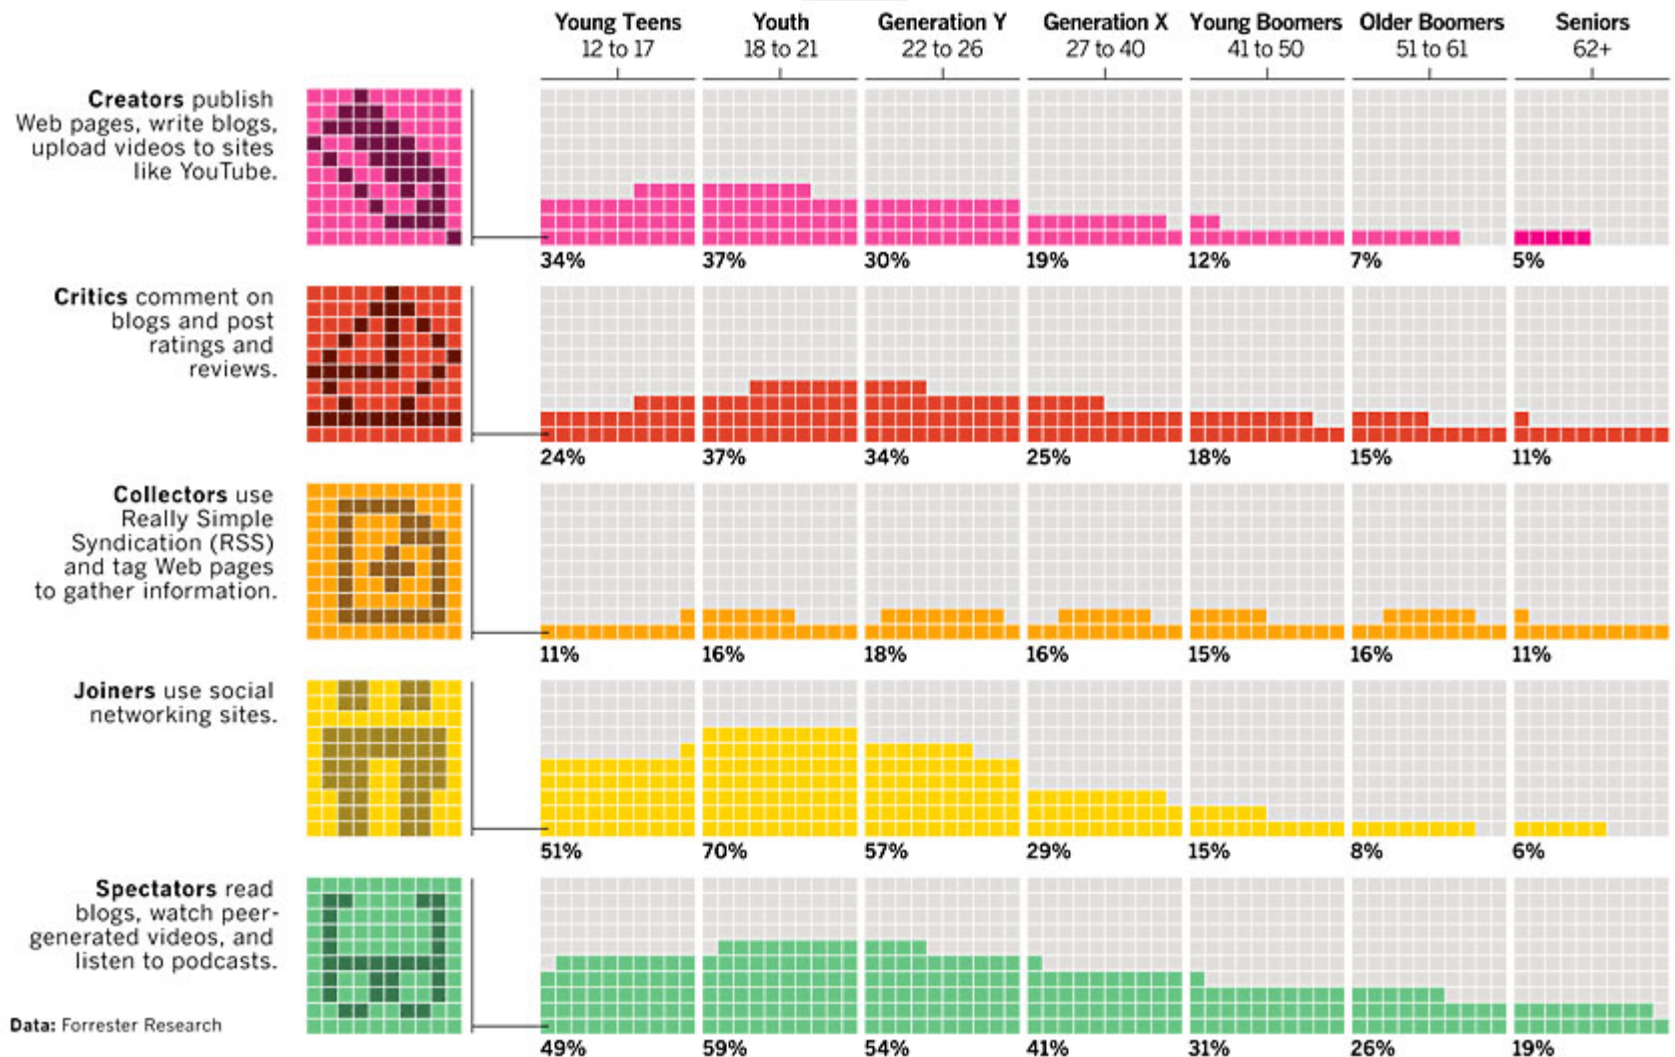 Young Teens Youth Generation Y Generation X Young Boomers Older Boomers Seniors
12 to 17 18 to 21 22 to 26 27 to 40 41 to 50 51 to 61 62+
Creators publish
Web pages, write blogs,
upload videos to sites
like YouTube.
34% 37% 30% 19% 12% 7% 5%
Critics comment on
blogs and post
ratings and
reviews.
24% 37% 34% 25% 18% 15% 11%
Collectors use
Really Simple
Syndication (RSS)
and tag Web pages
to gather information.
11% 16% 18% 16% 15% 16% 11%
Joiners use social
networking sites.
51% 70% 57% 29% 15% 8% 6%
Spectators read
blogs, watch peer-
generated videos, and
listen to podcasts.
Data: Forrester Research
49% 59% 54% 41% 31% 26% 19%